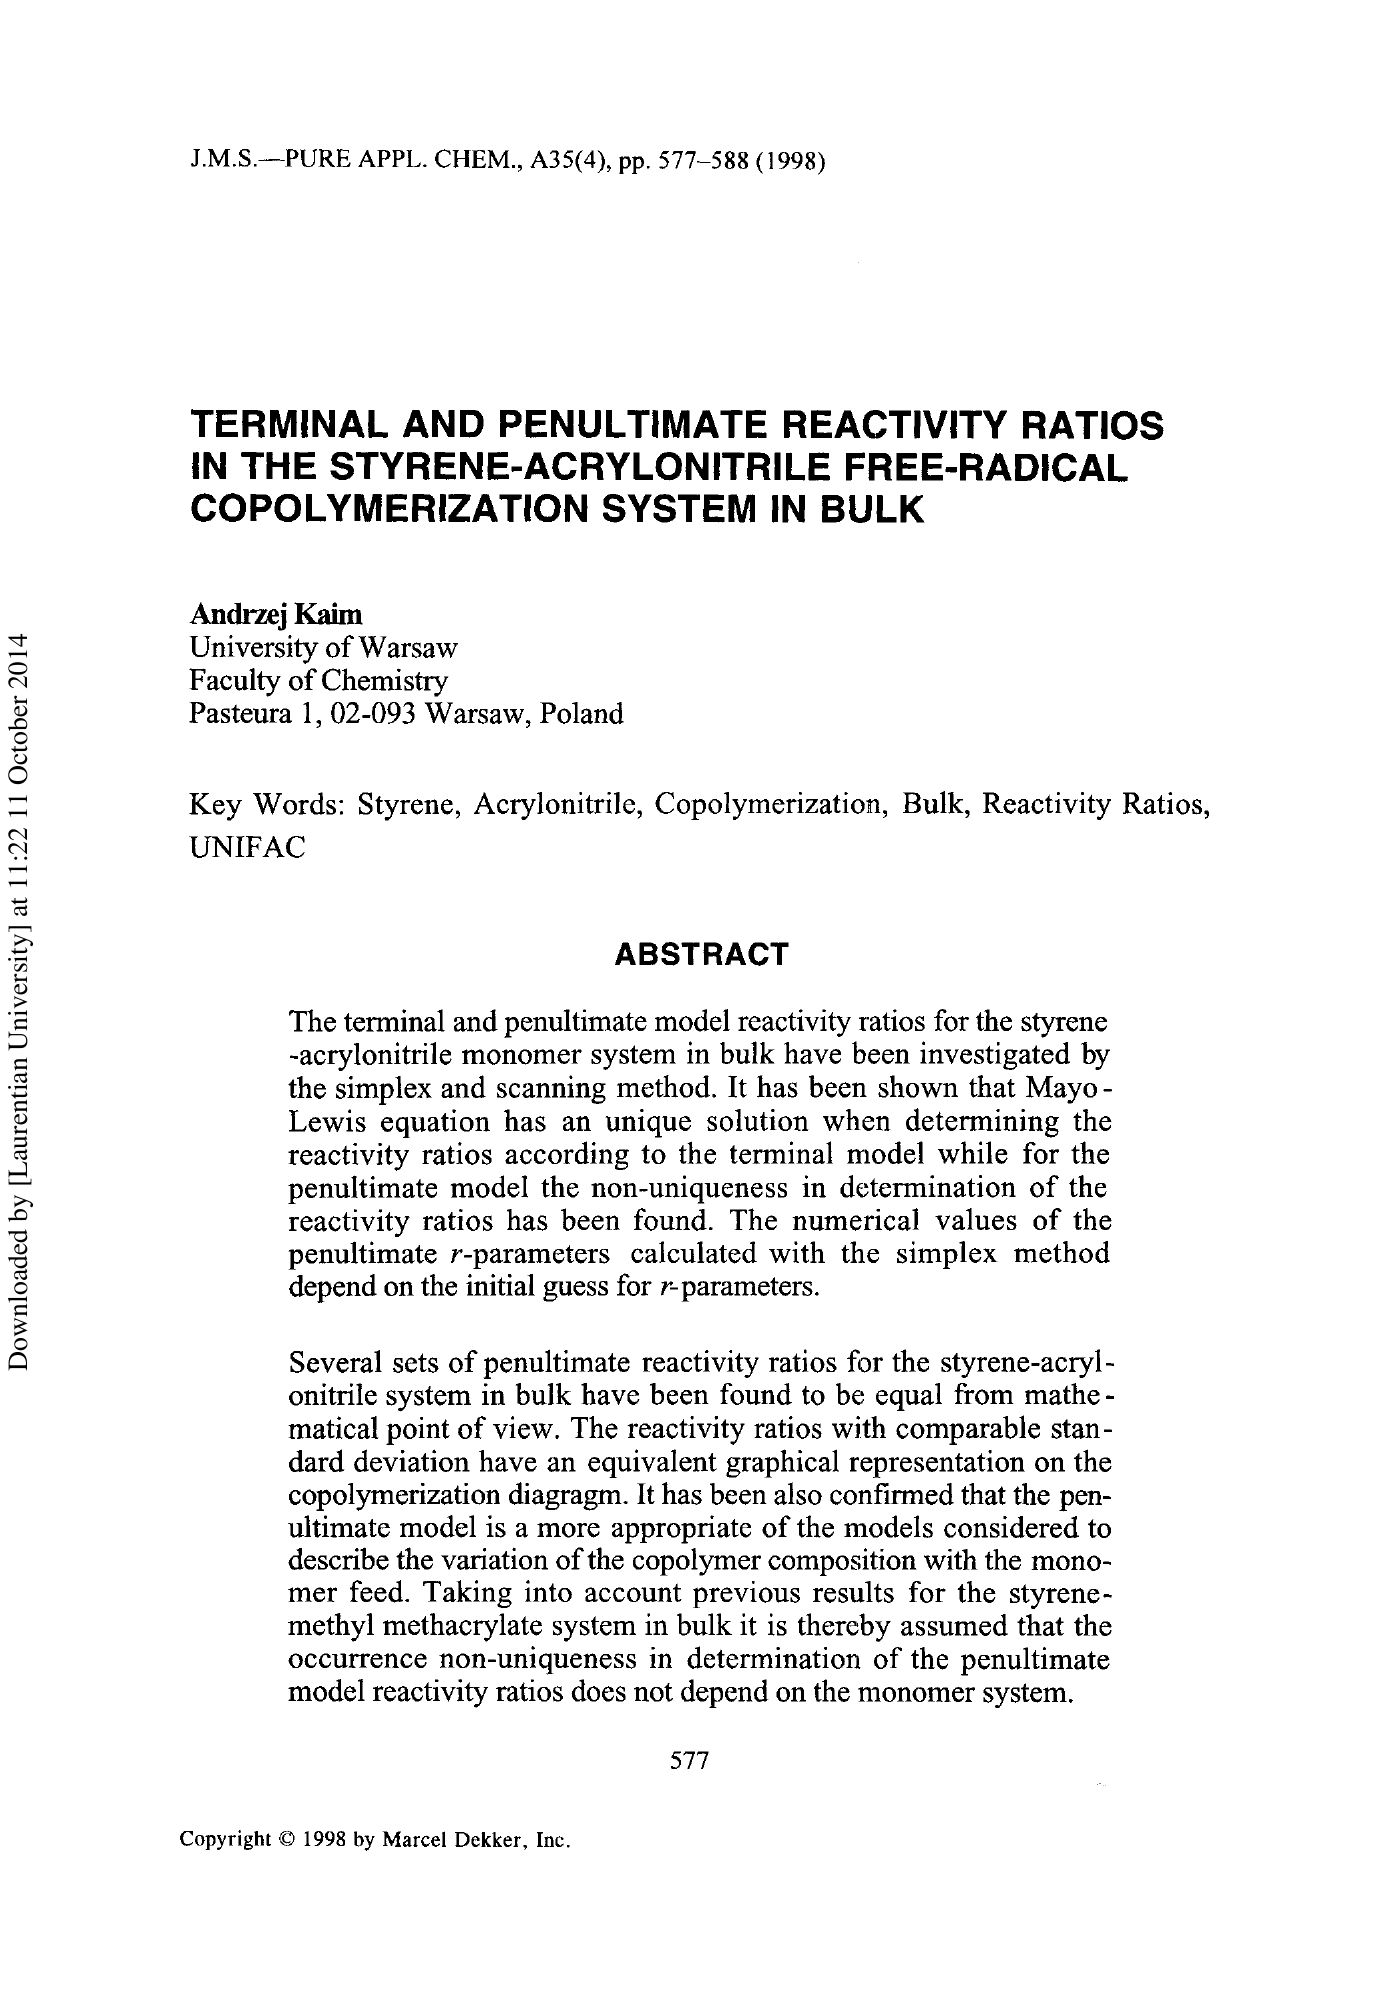 J.M.S.—PURE APPL. CHEM., A35(4), pp. 577–588 (1998)
TERMINAL AND PENULTIMATE REACTIVITY RATIOS
IN THE STYRENE-ACRYLONITRILE FREE-RADICAL
COPOLYMERIZATION SYSTEM IN BULK
Andrzej Kaim
University of Warsaw
Faculty of Chemistry
Pasteura 1, 02-093 Warsaw, Poland
Key Words: Styrene, Acrylonitrile, Copolymerization, Bulk, Reactivity Ratios,
UNIFAC
ABSTRACT
The terminal and penultimate model reactivity ratios for the styrene
-acrylonitrile monomer system in bulk have been investigated by
the simplex and scanning method. It has been shown that Mayo-
Lewis equation has an unique solution when determining the
reactivity ratios according to the terminal model while for the
penultimate model the non-uniqueness in determination of the
reactivity ratios has been found. The numerical values of the
penultimate r-parameters calculated with the simplex method
depend on the initial guess for r-parameters.
Several sets of penultimate reactivity ratios for the styrene-acryl-
onitrile system in bulk have been found to be equal from mathe-
matical point of view. The reactivity ratios with comparable stan-
dard deviation have an equivalent graphical representation on the
copolymerization diagragm. It has been also confirmed that the pen-
ultimate model is a more appropriate of the models considered to
describe the variation of the copolymer composition with the mono-
mer feed. Taking into account previous results for the styrene-
methyl methacrylate system in bulk it is thereby assumed that the
occurrence non-uniqueness in determination of the penultimate
model reactivity ratios does not depend on the monomer system.
577
Copyright © 1998 by Marcel Dekker, Inc.
Downloaded by [Laurentian University] at 11:22 11 October 2014